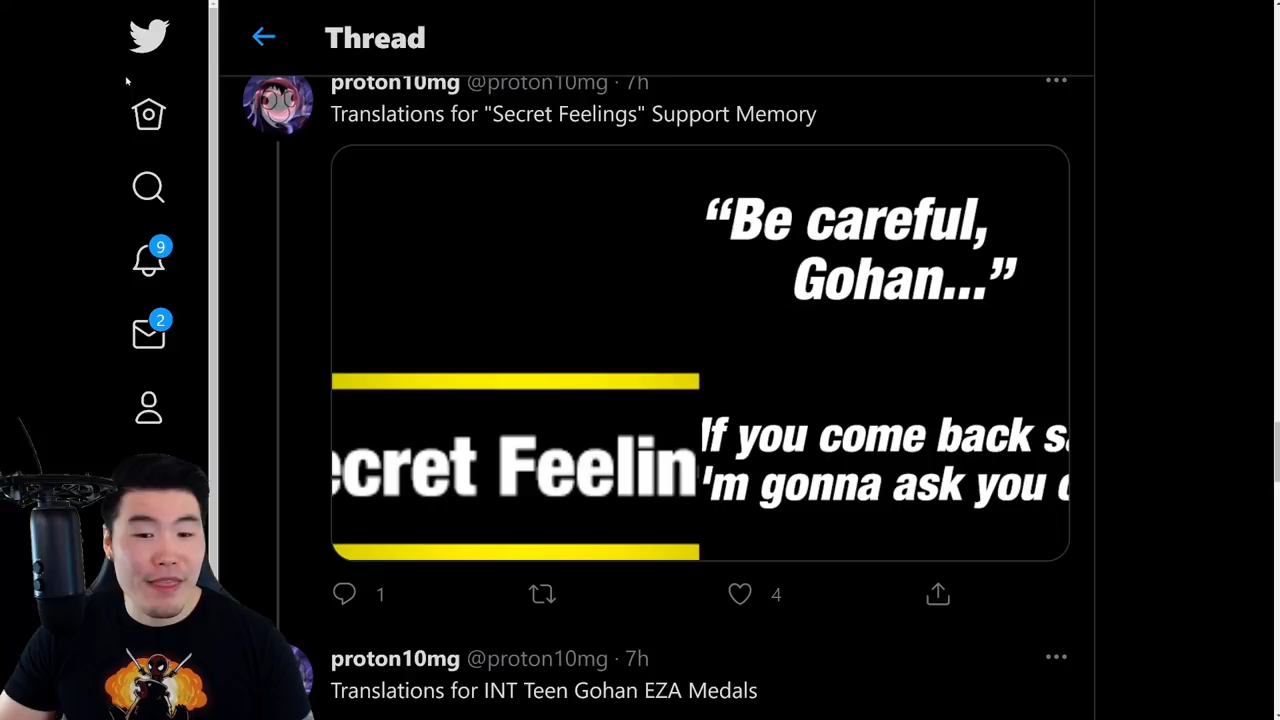 Thread
proton10mg @proton10mg · 7h
Translations for "Secret Feelings" Support Memory
“Be careful,
Gohan...”
ecret Feelin
If you come back sa
I'm gonna ask you
9
2
1
4
proton10mg @proton10mg · 7h
Translations for INT Teen Gohan EZA Medals